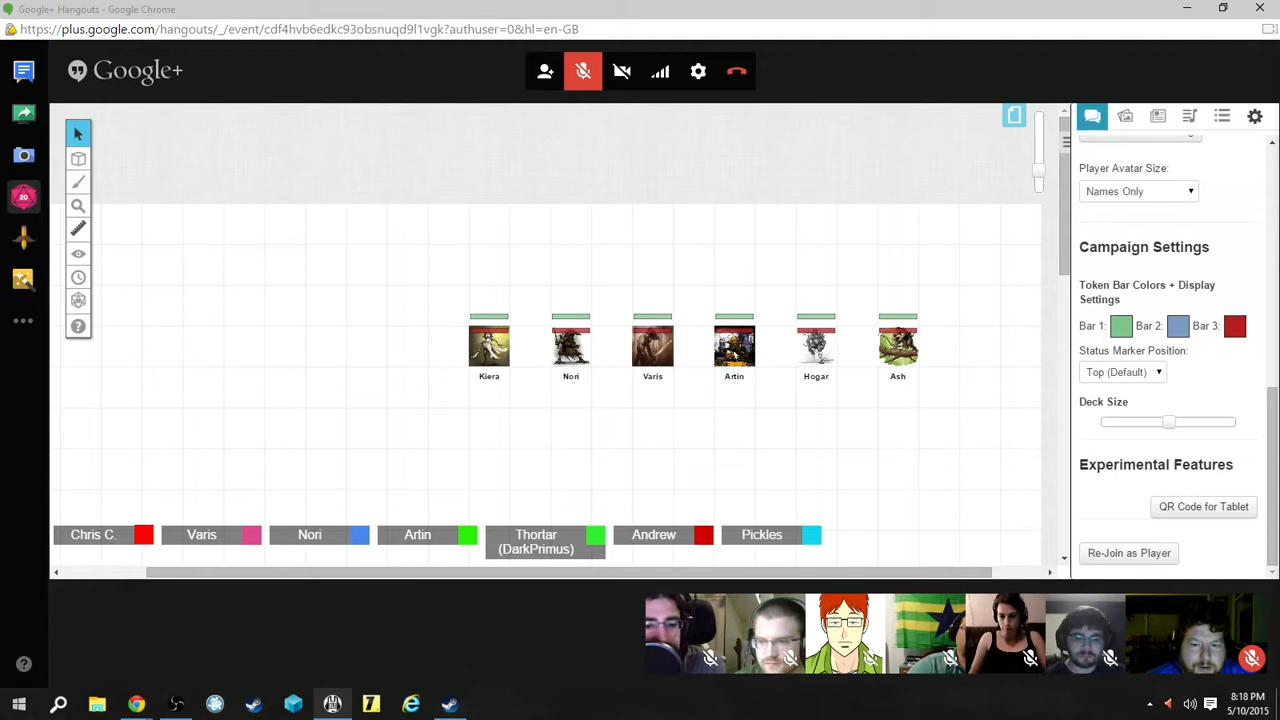 Google+ Hangouts - Google Chrome
https://plus.google.com/hangouts/_/event/cdf4hvb6edkc93obsnuqd9l1vgk?authuser=0&hl=en-GB
Google+
20
Player Avatar Size:
Names Only
Campaign Settings
Token Bar Colors + Display
Settings
Bar 1: Bar 2: Bar 3:
Status Marker Position:
Top (Default)
Deck Size
Experimental Features
QR Code for Tablet
Re-Join as Player
Kiera
Nori
Varis
Artin
Hogar
Ash
Chris C.
Varis
Nori
Artin
Thortar
(DarkPrimus)
Andrew
Pickles
8:18 PM
5/10/2015